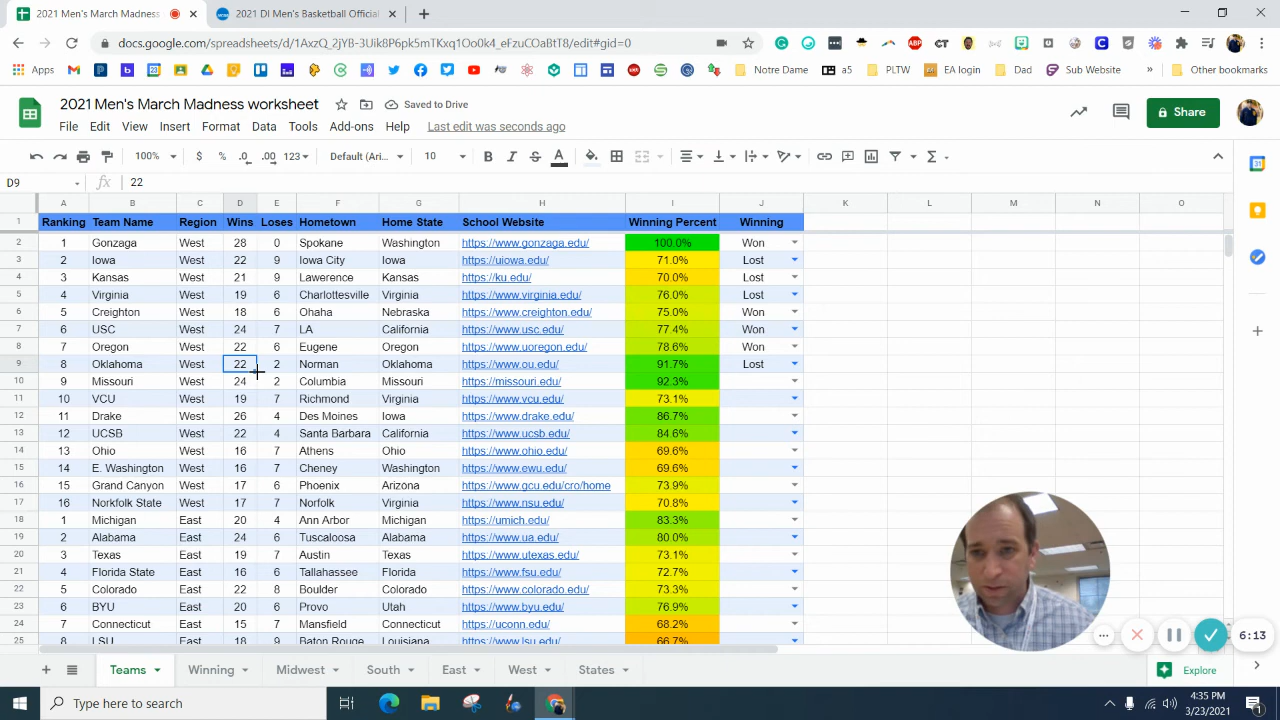 2021 Men's March Madness
2021 DI Men's Basketball Official
docs.google.com/spreadsheets/d/
/edit#gid=0
ABP
Apps
Notre Dame
a5
PLTW
EA login
Dad
Web Subway
»
Other bookmarks
2021 Men's March Madness worksheet
Saved to Drive
File Edit View Insert Format Data Tools Add-ons Help Last edit was seconds ago
Share
100% $ % .0 .00 123 Default (Ari... 10 B I S A Σ
D9 fx 22
A B C D E F G H I J K L M N O
1 Ranking Team Name Region Wins Loses Hometown Home State School Website Winning Percent Winning
2 1 Gonzaga West 28 0 Spokane Washington https://www.gonzaga.edu/ 100.0% Won
3 2 Iowa West 22 9 Iowa City Iowa https://uiowa.edu/ 71.0% Lost
4 3 Kansas West 21 9 Lawerence Kansas https://ku.edu/ 70.0% Lost
5 4 Virginia West 19 6 Charlottesville Virginia https://www.virginia.edu/ 76.0% Lost
6 5 Creighton West 18 6 Ohaha Nebraska https://www.creighton.edu/ 75.0% Won
7 6 USC West 24 7 LA California https://www.usc.edu/ 77.4% Won
8 7 Oregon West 22 6 Eugene Oregon https://www.uoregon.edu/ 78.6% Won
9 8 Oklahoma West 22 2 Norman Oklahoma https://www.ou.edu/ 91.7% Lost
10 9 Missouri West 24 2 Columbia Missouri https://missouri.edu/ 92.3%
11 10 VCU West 19 7 Richmond Virginia https://www.vcu.edu/ 73.1%
12 11 Drake West 26 4 Des Moines Iowa https://www.drake.edu/ 86.7%
13 12 UCSB West 22 4 Santa Barbara California https://www.ucsb.edu/ 84.6%
14 13 Ohio West 16 7 Athens Ohio https://www.ohio.edu/ 69.6%
15 14 E. Washington West 16 7 Cheney Washington https://www.ewu.edu/ 69.6%
16 15 Grand Canyon West 17 6 Phoenix Arizona https://www.gcu.edu/cro/home 73.9%
17 16 Norkfolk State West 17 7 Norfolk Virginia https://www.nsu.edu/ 70.8%
18 1 Michigan East 20 4 Ann Arbor Michigan https://umich.edu/ 83.3%
19 2 Alabama East 24 6 Tuscaloosa Alabama https://www.ua.edu/ 80.0%
20 3 Texas East 19 7 Austin Texas https://www.utexas.edu/ 73.1%
21 4 Florida State East 16 6 Tallahassee Florida https://www.fsu.edu/ 72.7%
22 5 Colorado East 22 8 Boulder Colorado https://www.colorado.edu/ 73.3%
23 6 BYU East 20 6 Provo Utah https://www.byu.edu/ 76.9%
24 7 Connecticut East 15 7 Mansfield Connecticut https://uconn.edu/ 68.2%
25 8 LSU East 18 9 Baton Rouge Louisiana https://www.lsu.edu/ 66.7%
6:13
Teams Winning Midwest South East West States
Explore
Type here to search
4:35 PM
3/23/2021